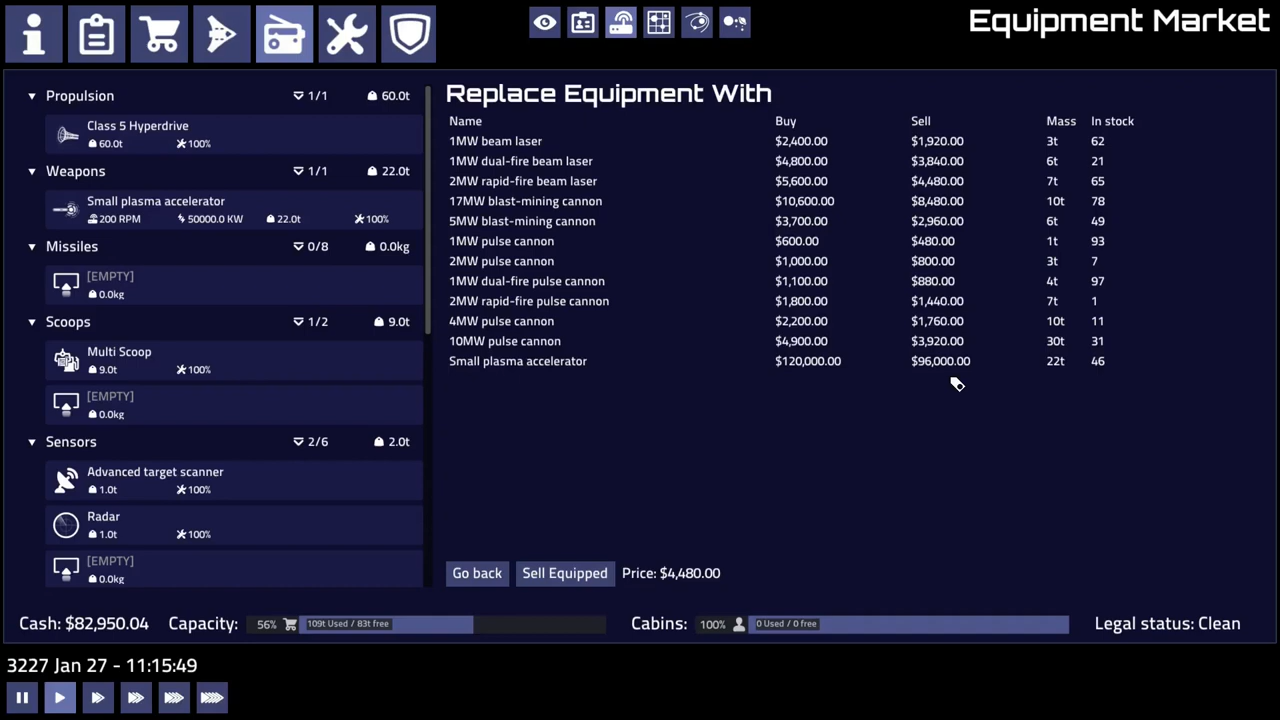 Equipment Market
Propulsion 1/1 60.0t
Class 5 Hyperdrive
60.0t 100%
Weapons 1/1 22.0t
Small plasma accelerator
200 RPM 50000.0 KW 22.0t 100%
Missiles 0/8 0.0kg
[EMPTY]
0.0kg
Scoops 1/2 9.0t
Multi Scoop
9.0t 100%
[EMPTY]
0.0kg
Sensors 2/6 2.0t
Advanced target scanner
1.0t 100%
Radar
1.0t 100%
[EMPTY]
0.0kg
Replace Equipment With
Name Buy Sell Mass In stock
1MW beam laser $2,400.00 $1,920.00 3t 62
1MW dual-fire beam laser $4,800.00 $3,840.00 6t 21
2MW rapid-fire beam laser $5,600.00 $4,480.00 7t 65
17MW blast-mining cannon $10,600.00 $8,480.00 10t 78
5MW blast-mining cannon $3,700.00 $2,960.00 6t 49
1MW pulse cannon $600.00 $480.00 1t 93
2MW pulse cannon $1,000.00 $800.00 3t 7
1MW dual-fire pulse cannon $1,100.00 $880.00 4t 97
2MW rapid-fire pulse cannon $1,800.00 $1,440.00 7t 1
4MW pulse cannon $2,200.00 $1,760.00 10t 11
10MW pulse cannon $4,900.00 $3,920.00 30t 31
Small plasma accelerator $120,000.00 $96,000.00 22t 46
Go back Sell Equipped Price: $4,480.00
Cash: $82,950.04 Capacity: 56% 109t Used / 83t free Cabins: 100% 0 Used / 0 free Legal status: Clean
3227 Jan 27 - 11:15:49